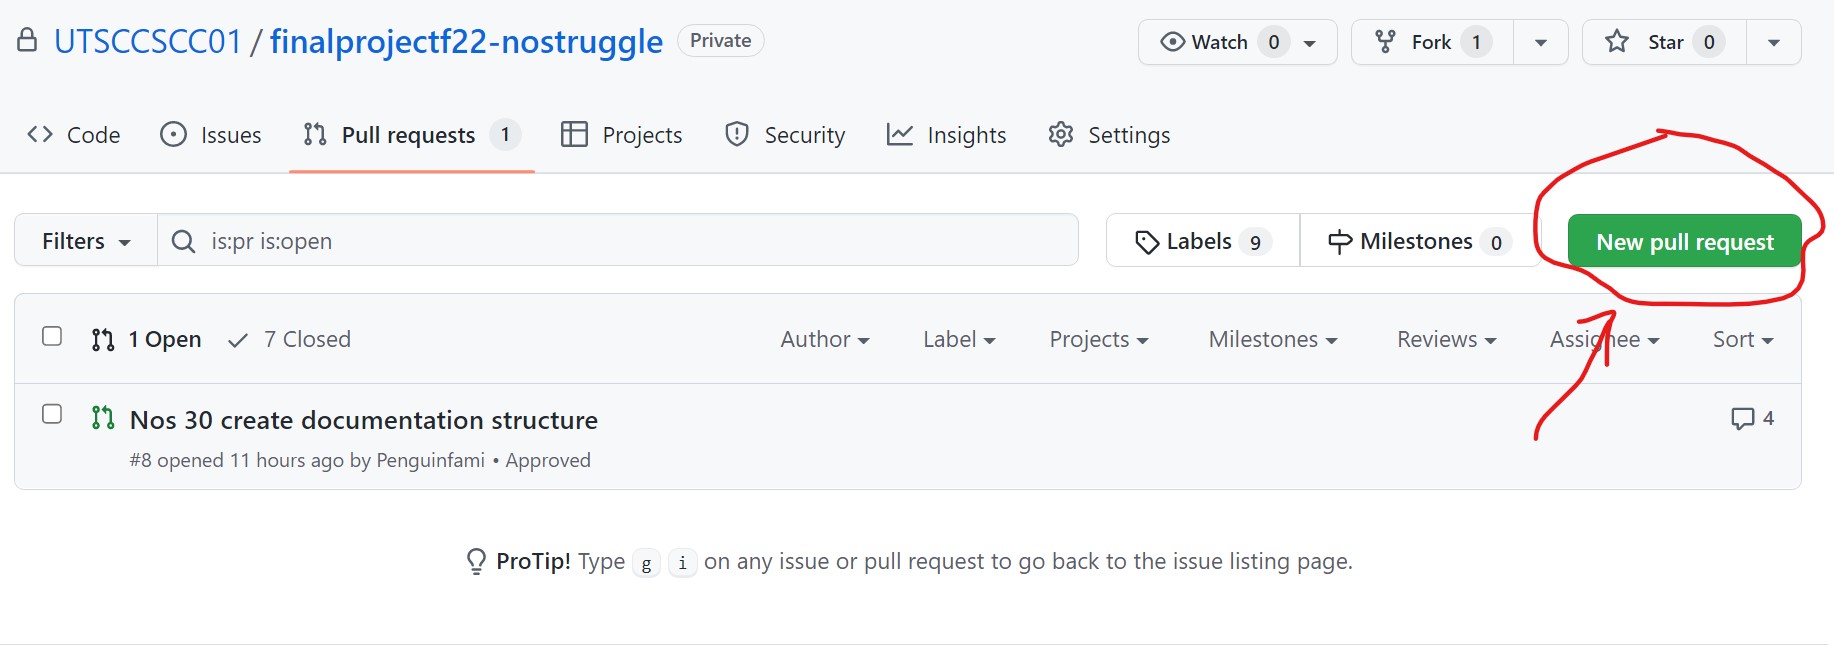 UTSCCSCC01 / finalprojectf22-nostruggle Private Watch 0 Fork 1 Star 0
Code Issues Pull requests 1 Projects Security Insights Settings
Filters is:pr is:open Labels 9 Milestones 0 New pull request
1 Open 7 Closed Author Label Projects Milestones Reviews Assignee Sort
Nos 30 create documentation structure 4
#8 opened 11 hours ago by Penguinfami • Approved
ProTip! Type g i on any issue or pull request to go back to the issue listing page.